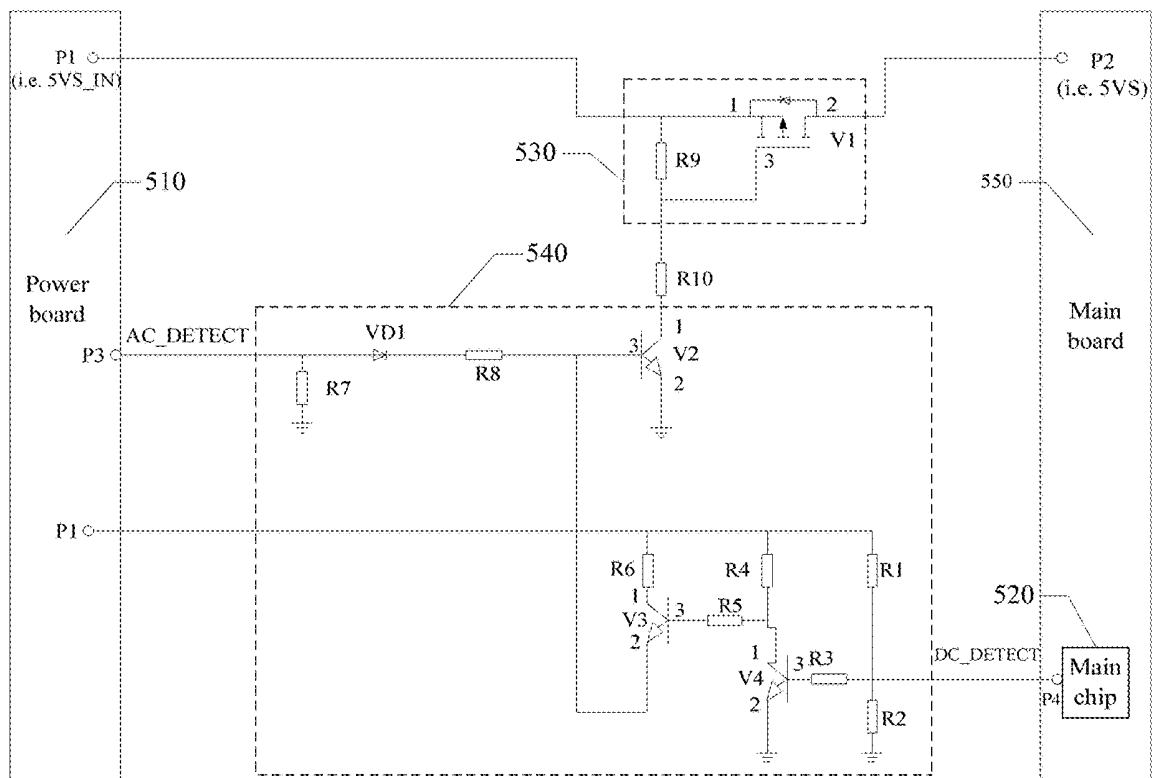 P1
(i.e. 5VS_IN)
P2
(i.e. 5VS)
1
2
V1
3
R9
530
510
550
540
R10
Power
board
Main
board
AC_DETECT
VD1
1
3
V2
2
P3
R8
R7
P1
R6
R4
R1
1
V3
3
R5
2
520
1
V4
3
R3
2
DC_DETECT
P4
Main
chip
R2